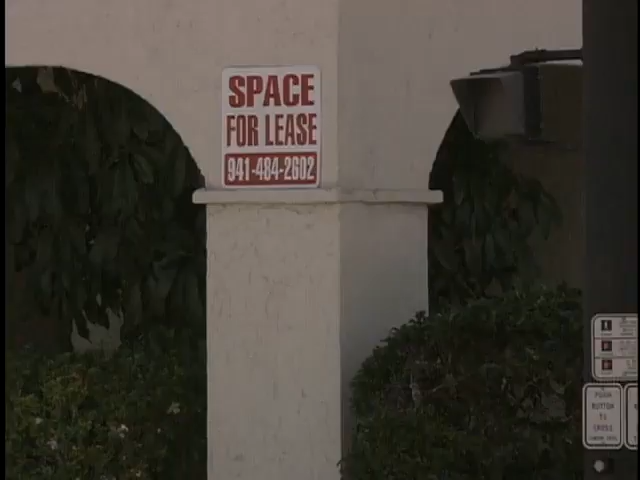 SPACE
FOR LEASE
941-484-2602
PUSH
BUTTON
TO
CROSS